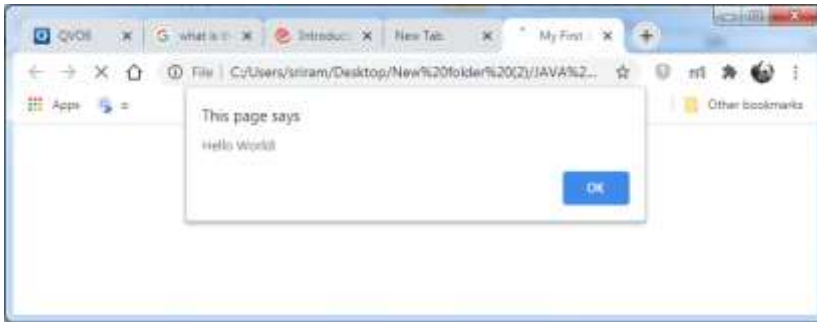 QVO8 what is t Introduc New Tab My First
File | C:/Users/sriram/Desktop/New%20folder%20(2)/JAVA%2...
Apps Other bookmarks
This page says
Hello World!
OK